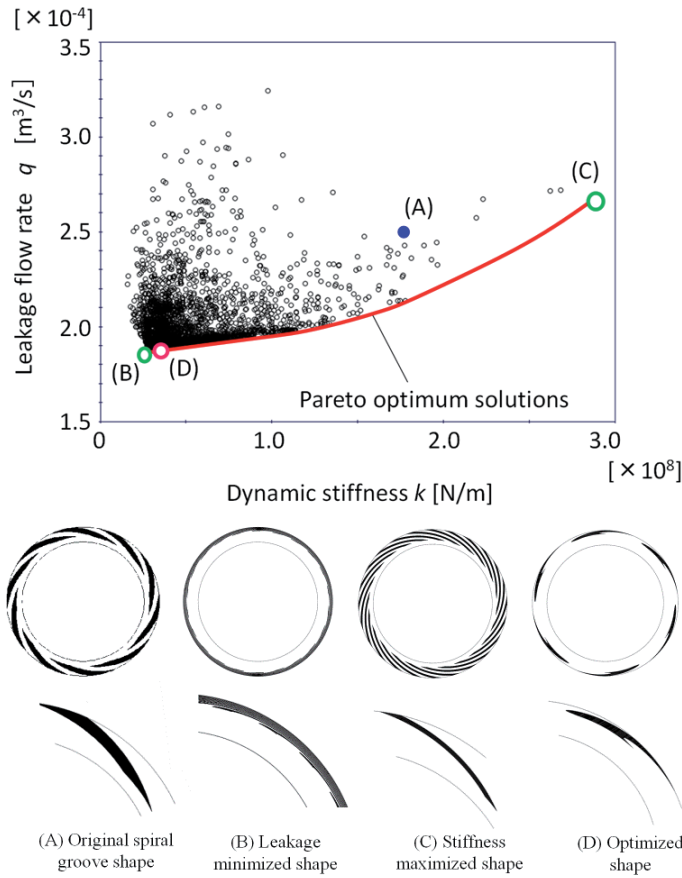 [ × 10⁻⁴]
3.5
3.0
2.5
2.0
1.5
Leakage flow rate q [m³/s]
(A)
(B)
(C)
(D)
Pareto optimum solutions
0 1.0 2.0 3.0
[ × 10⁸]
Dynamic stiffness k [N/m]
(A) Original spiral
groove shape
(B) Leakage
minimized shape
(C) Stiffness
maximized shape
(D) Optimized
shape